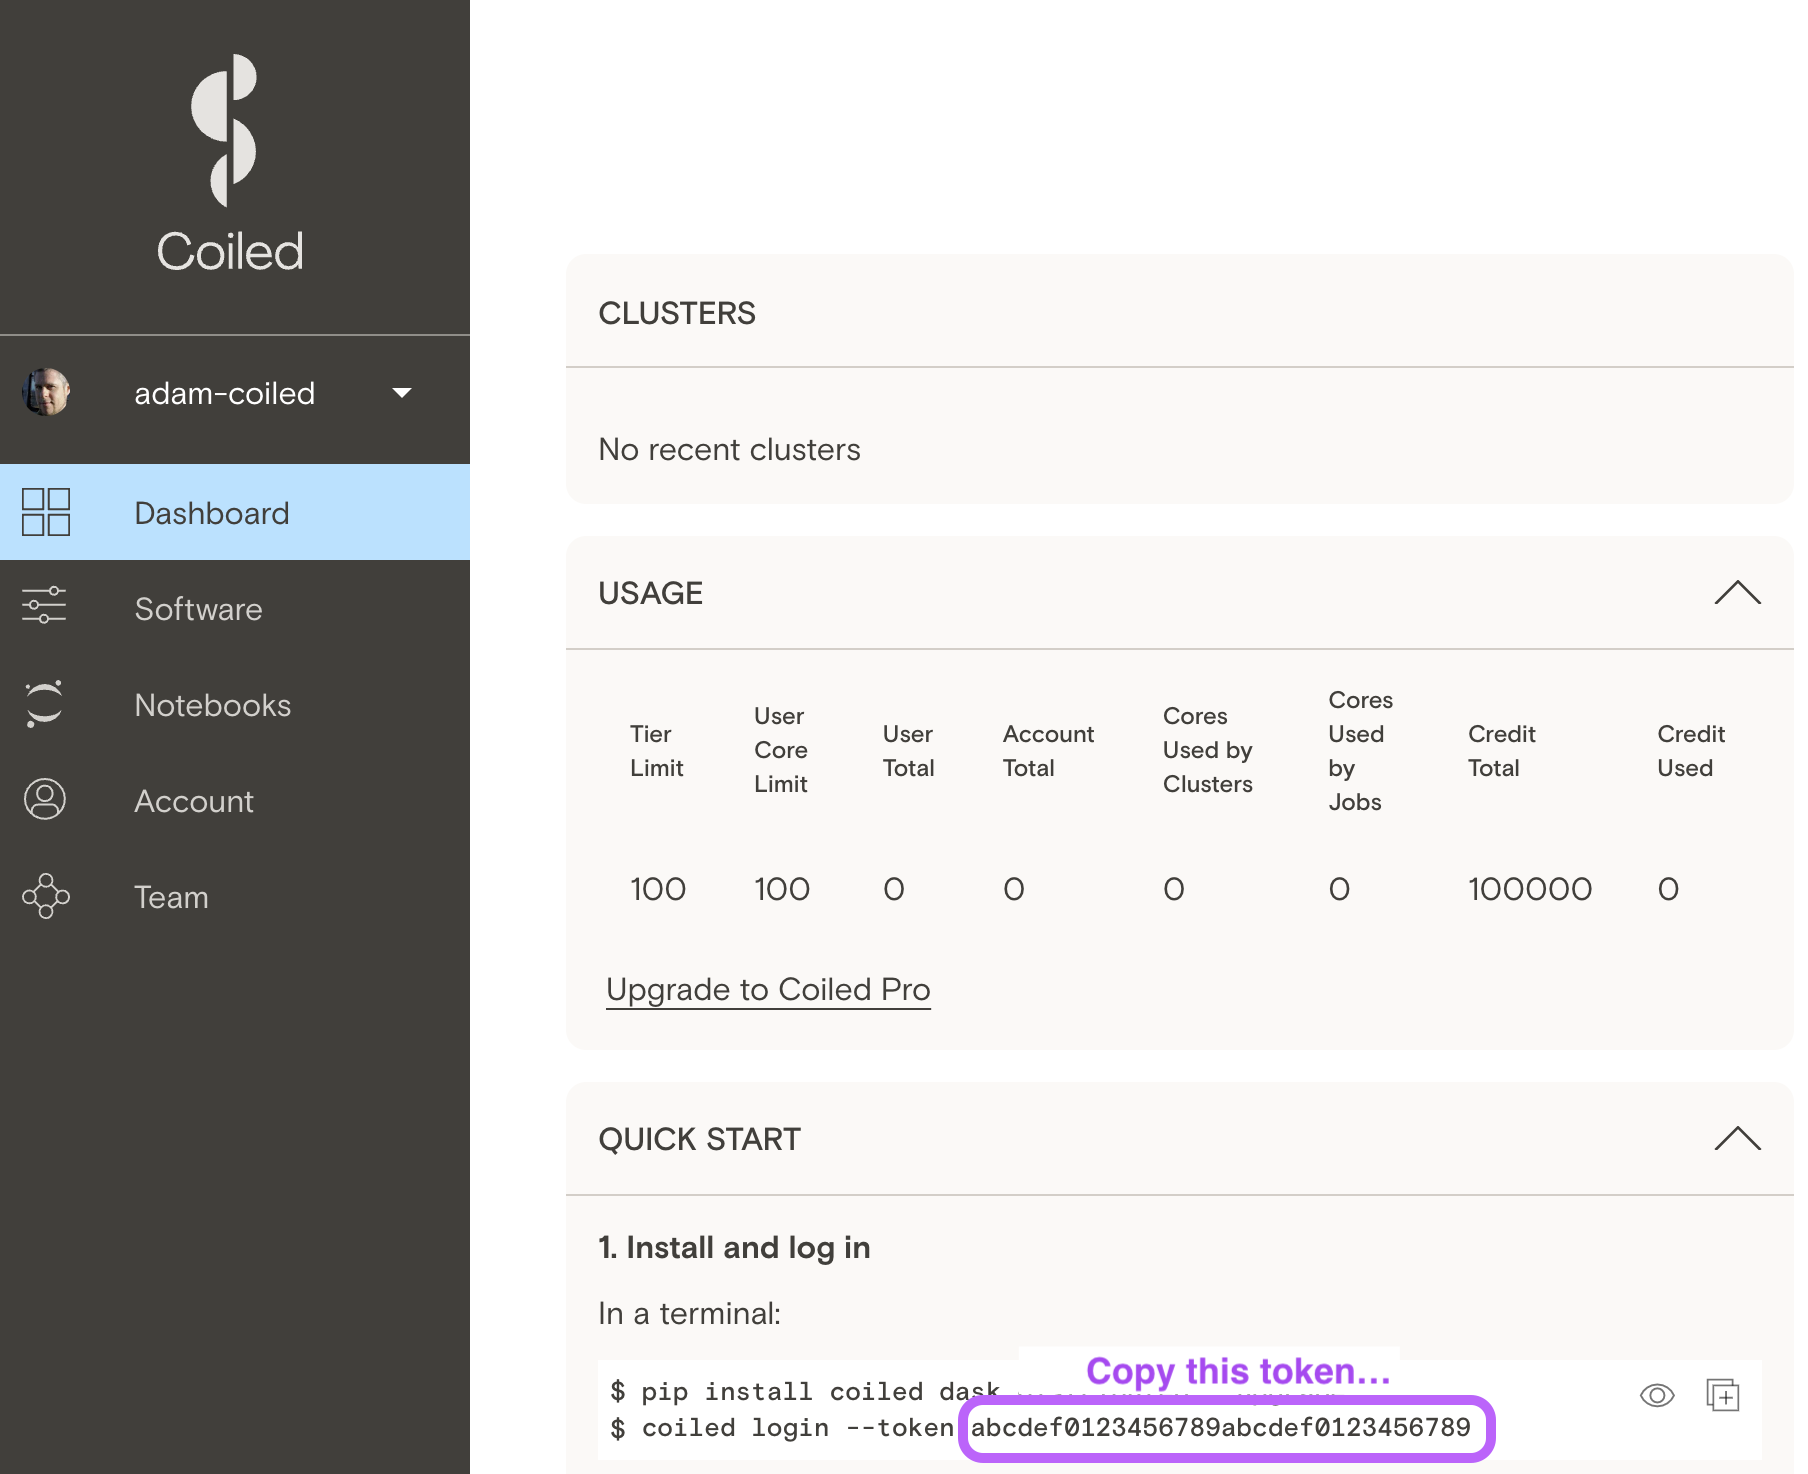 Coiled
adam-coiled
Dashboard
Software
Notebooks
Account
Team
CLUSTERS
No recent clusters
USAGE
Tier Limit
User Core Limit
User Total
Account Total
Cores Used by Clusters
Cores Used by Jobs
Credit Total
Credit Used
100 100 0 0 0 0 100000 0
Upgrade to Coiled Pro
QUICK START
1. Install and log in
In a terminal:
Copy this token...
$ pip install coiled dask
$ coiled login --token abcdef0123456789abcdef0123456789